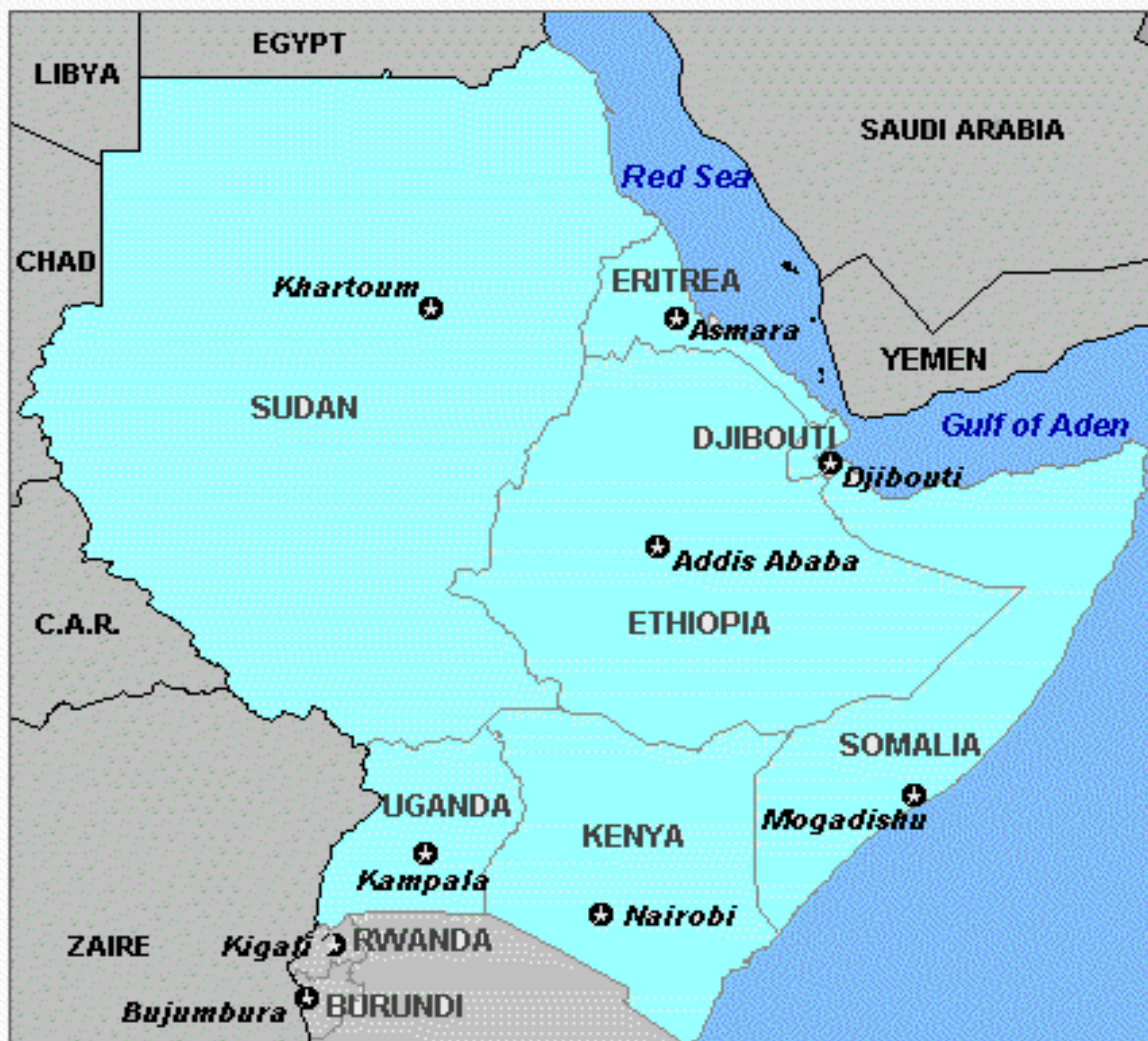 EGYPT
LIBYA
SAUDI ARABIA
Red Sea
CHAD
ERITREA
Khartoum
Asmara
YEMEN
SUDAN
Gulf of Aden
DJIBOUTI
Djibouti
Addis Ababa
C.A.R.
ETHIOPIA
SOMALIA
UGANDA
Mogadishu
KENYA
Kampala
Nairobi
ZAIRE
Kigali
RWANDA
Bujumbura
BURUNDI